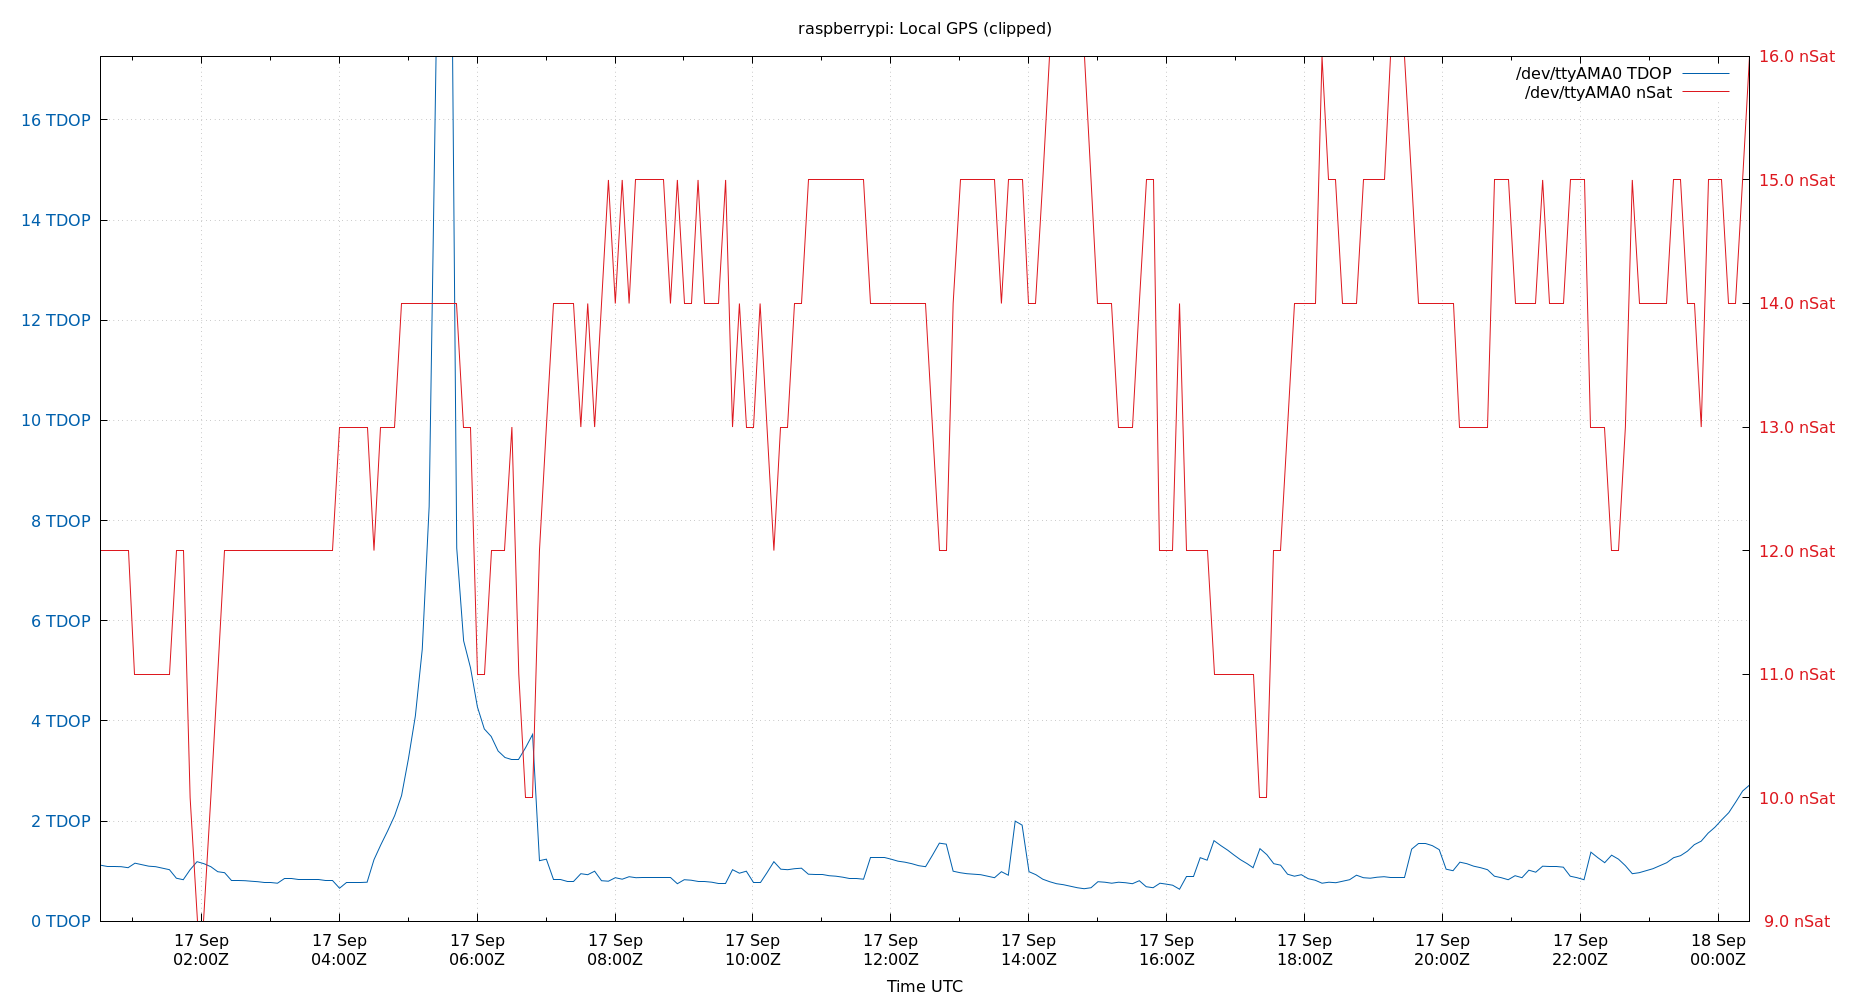 raspberrypi: Local GPS (clipped)
16.0 nSat
/dev/ttyAMA0 TDOP
/dev/ttyAMA0 nSat
16 TDOP
15.0 nSat
14 TDOP
14.0 nSat
12 TDOP
10 TDOP
13.0 nSat
8 TDOP
12.0 nSat
6 TDOP
11.0 nSat
4 TDOP
10.0 nSat
2 TDOP
0 TDOP
9.0 nSat
17 Sep 17 Sep 17 Sep 17 Sep 17 Sep 17 Sep 17 Sep 17 Sep 17 Sep 17 Sep 17 Sep 18 Sep
02:00Z 04:00Z 06:00Z 08:00Z 10:00Z 12:00Z 14:00Z 16:00Z 18:00Z 20:00Z 22:00Z 00:00Z
Time UTC